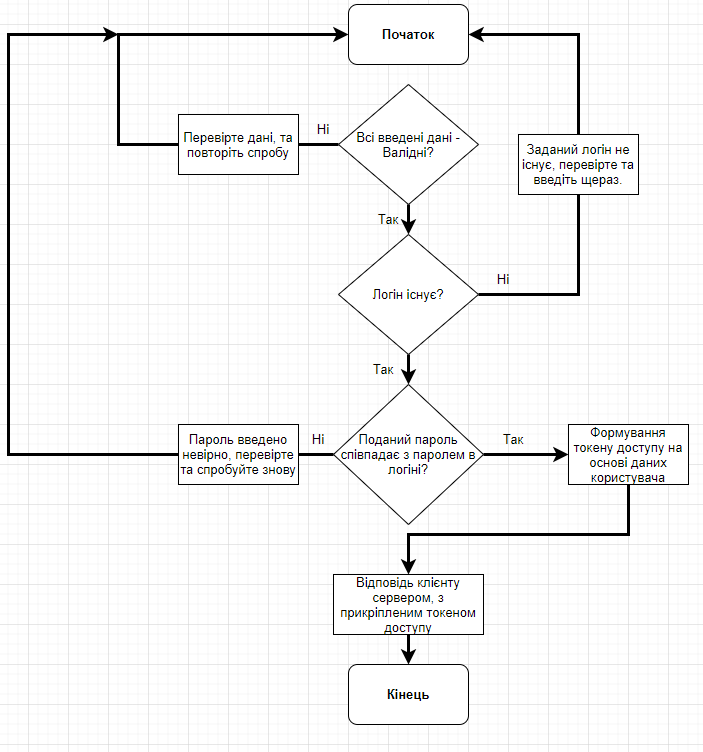 Початок
Ні
Всі введені дані -
Валідні?
Перевірте дані, та
повторіть спробу
Заданий логін не
існує, перевірте та
введіть щераз.
Так
Логін існує?
Ні
Так
Пароль введено
невірно, перевірте
та спробуйте знову
Ні
Поданий пароль
співпадає з паролем в
логіні?
Так
Формування
токену доступу на
основі даних
користувача
Відповідь клієнту
сервером, з
прикріпленим токеном
доступу
Кінець